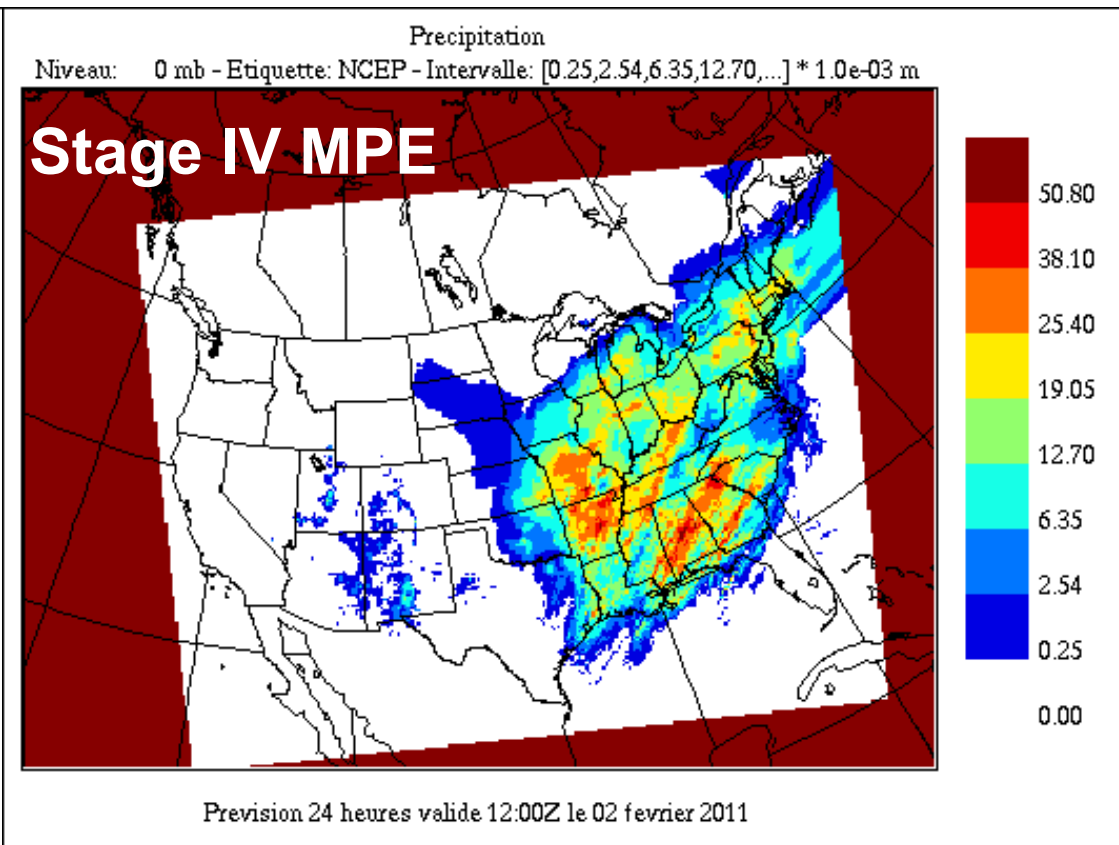 Precipitation
Niveau: 0 mb - Etiquette: NCEP - Intervalle: [0.25,2.54,6.35,12.70,...] * 1.0e-03 m
Stage IV MPE
50.80
38.10
25.40
19.05
12.70
6.35
2.54
0.25
0.00
Prevision 24 heures valide 12:00Z le 02 fevrier 2011